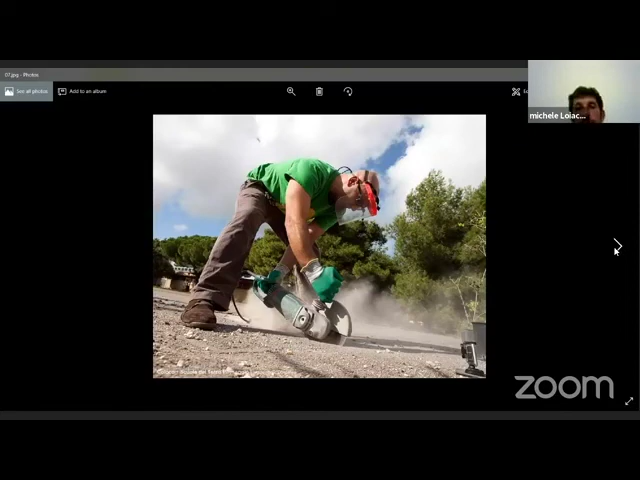 07.jpg - Photos
See all photos
Add to an album
michele Loiac...
zoom